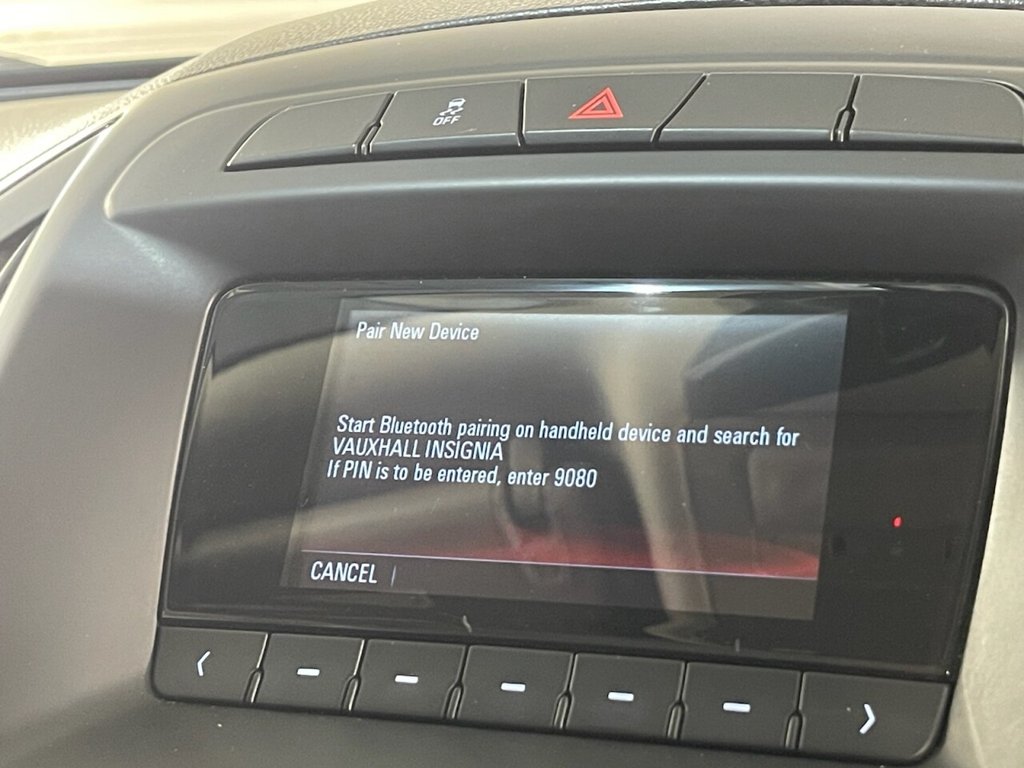 OFF
Pair New Device
Start Bluetooth pairing on handheld device and search for
VAUXHALL INSIGNIA
If PIN is to be entered, enter 9080
CANCEL